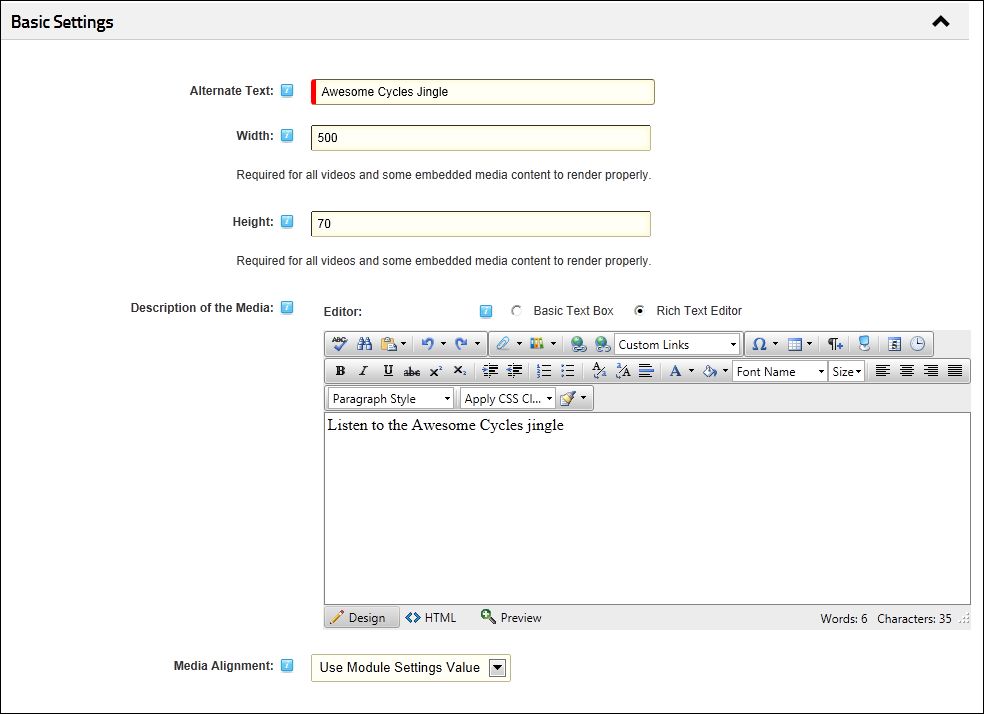 Basic Settings
Alternate Text: Awesome Cycles Jingle
Width: 500
Required for all videos and some embedded media content to render properly.
Height: 70
Required for all videos and some embedded media content to render properly.
Description of the Media: Editor: Basic Text Box Rich Text Editor
ABC Custom Links Ω
B I U abc x² x₂ A Font Name Size
Paragraph Style Apply CSS Cl...
Listen to the Awesome Cycles jingle
Design HTML Preview Words: 6 Characters: 35
Media Alignment: Use Module Settings Value